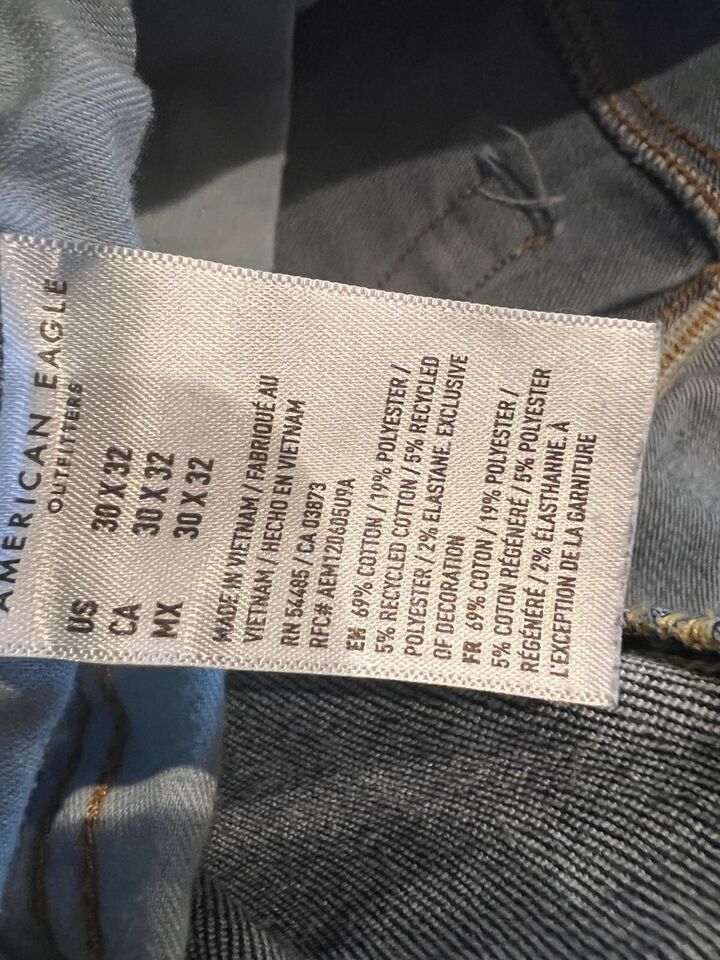 AMERICAN EAGLE
OUTFITTERS
US 30 X 32
CA 30 X 32
MX 30 X 32
MADE IN VIETNAM / FABRIQUÉ AU
VIETNAM / HECHO EN VIETNAM
RN 54485 / CA 03873
RFC# AEM120605U9A
EN 69% COTTON / 19% POLYESTER /
5% RECYCLED COTTON / 5% RECYCLED
POLYESTER / 2% ELASTANE. EXCLUSIVE
OF DECORATION
FR 69% COTON / 19% POLYESTER /
5% COTON RÉGÉNÉRÉ / 5% POLYESTER
RÉGÉNÉRÉ / 2% ÉLASTHANNE.À
L'EXCEPTION DE LA GARNITURE